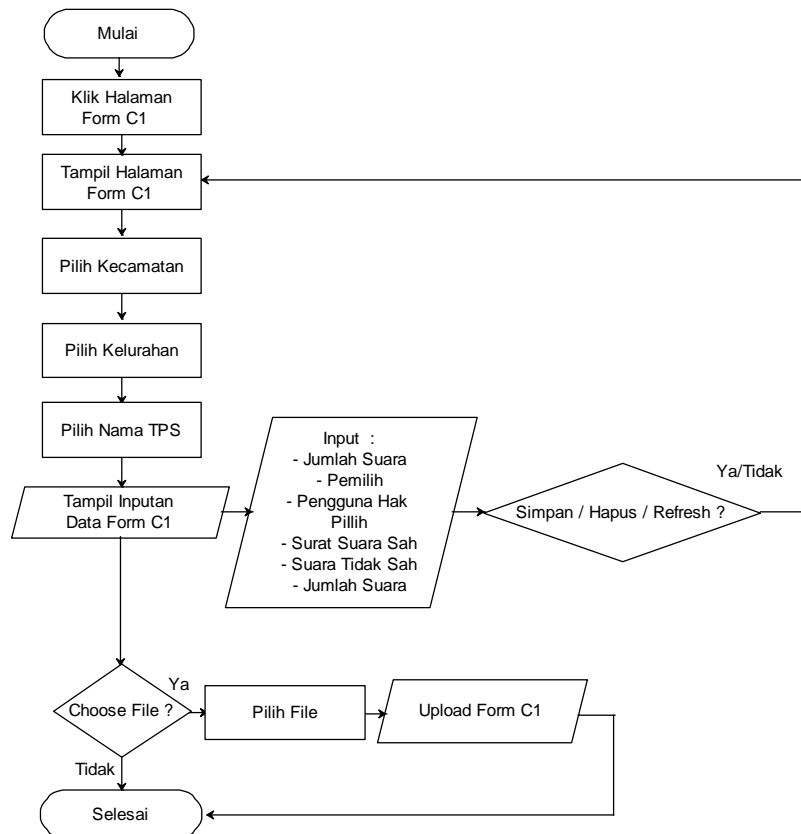 Mulai
Klik Halaman
Form C1
Tampil Halaman
Form C1
Pilih Kecamatan
Pilih Kelurahan
Pilih Nama TPS
Tampil Inputan
Data Form C1
Input :
- Jumlah Suara
- Pemilih
- Pengguna Hak
Pillih
- Surat Suara Sah
- Suara Tidak Sah
- Jumlah Suara
Simpan / Hapus / Refresh ?
Ya/Tidak
Choose File ?
Ya
Pilih File
Upload Form C1
Tidak
Selesai